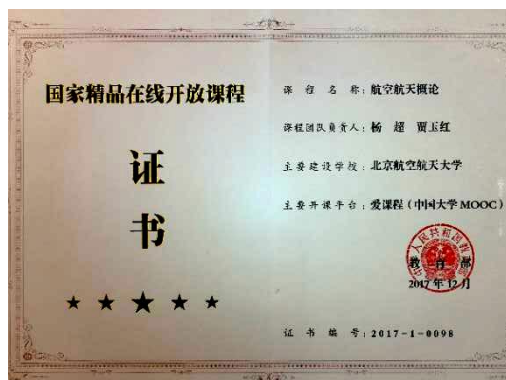 国家精品在线开放课程
证
书
课程名称：航空航天概论
课程团队负责人：杨超 贾玉红
主要建设学校：北京航空航天大学
主要开课平台：爱课程（中国大学MOOC）
教育部
2017年12月
证书编号：2017-1-0098